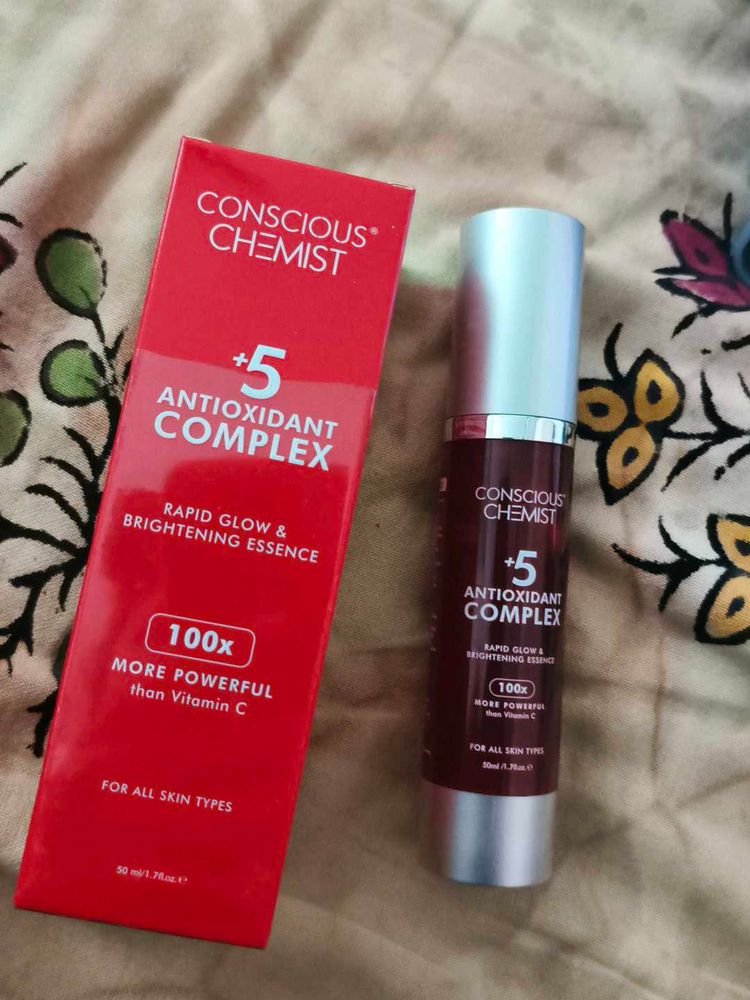 CONSCIOUS®
CHEMIST
+5
ANTIOXIDANT
COMPLEX
RAPID GLOW &
BRIGHTENING ESSENCE
100x
MORE POWERFUL
than Vitamin C
FOR ALL SKIN TYPES
50 ml/1.7fl.oz. ℮
CONSCIOUS®
CHEMIST
+5
ANTIOXIDANT
COMPLEX
RAPID GLOW &
BRIGHTENING ESSENCE
100x
MORE POWERFUL
than Vitamin C
FOR ALL SKIN TYPES
50ml /1.7fl.oz. ℮